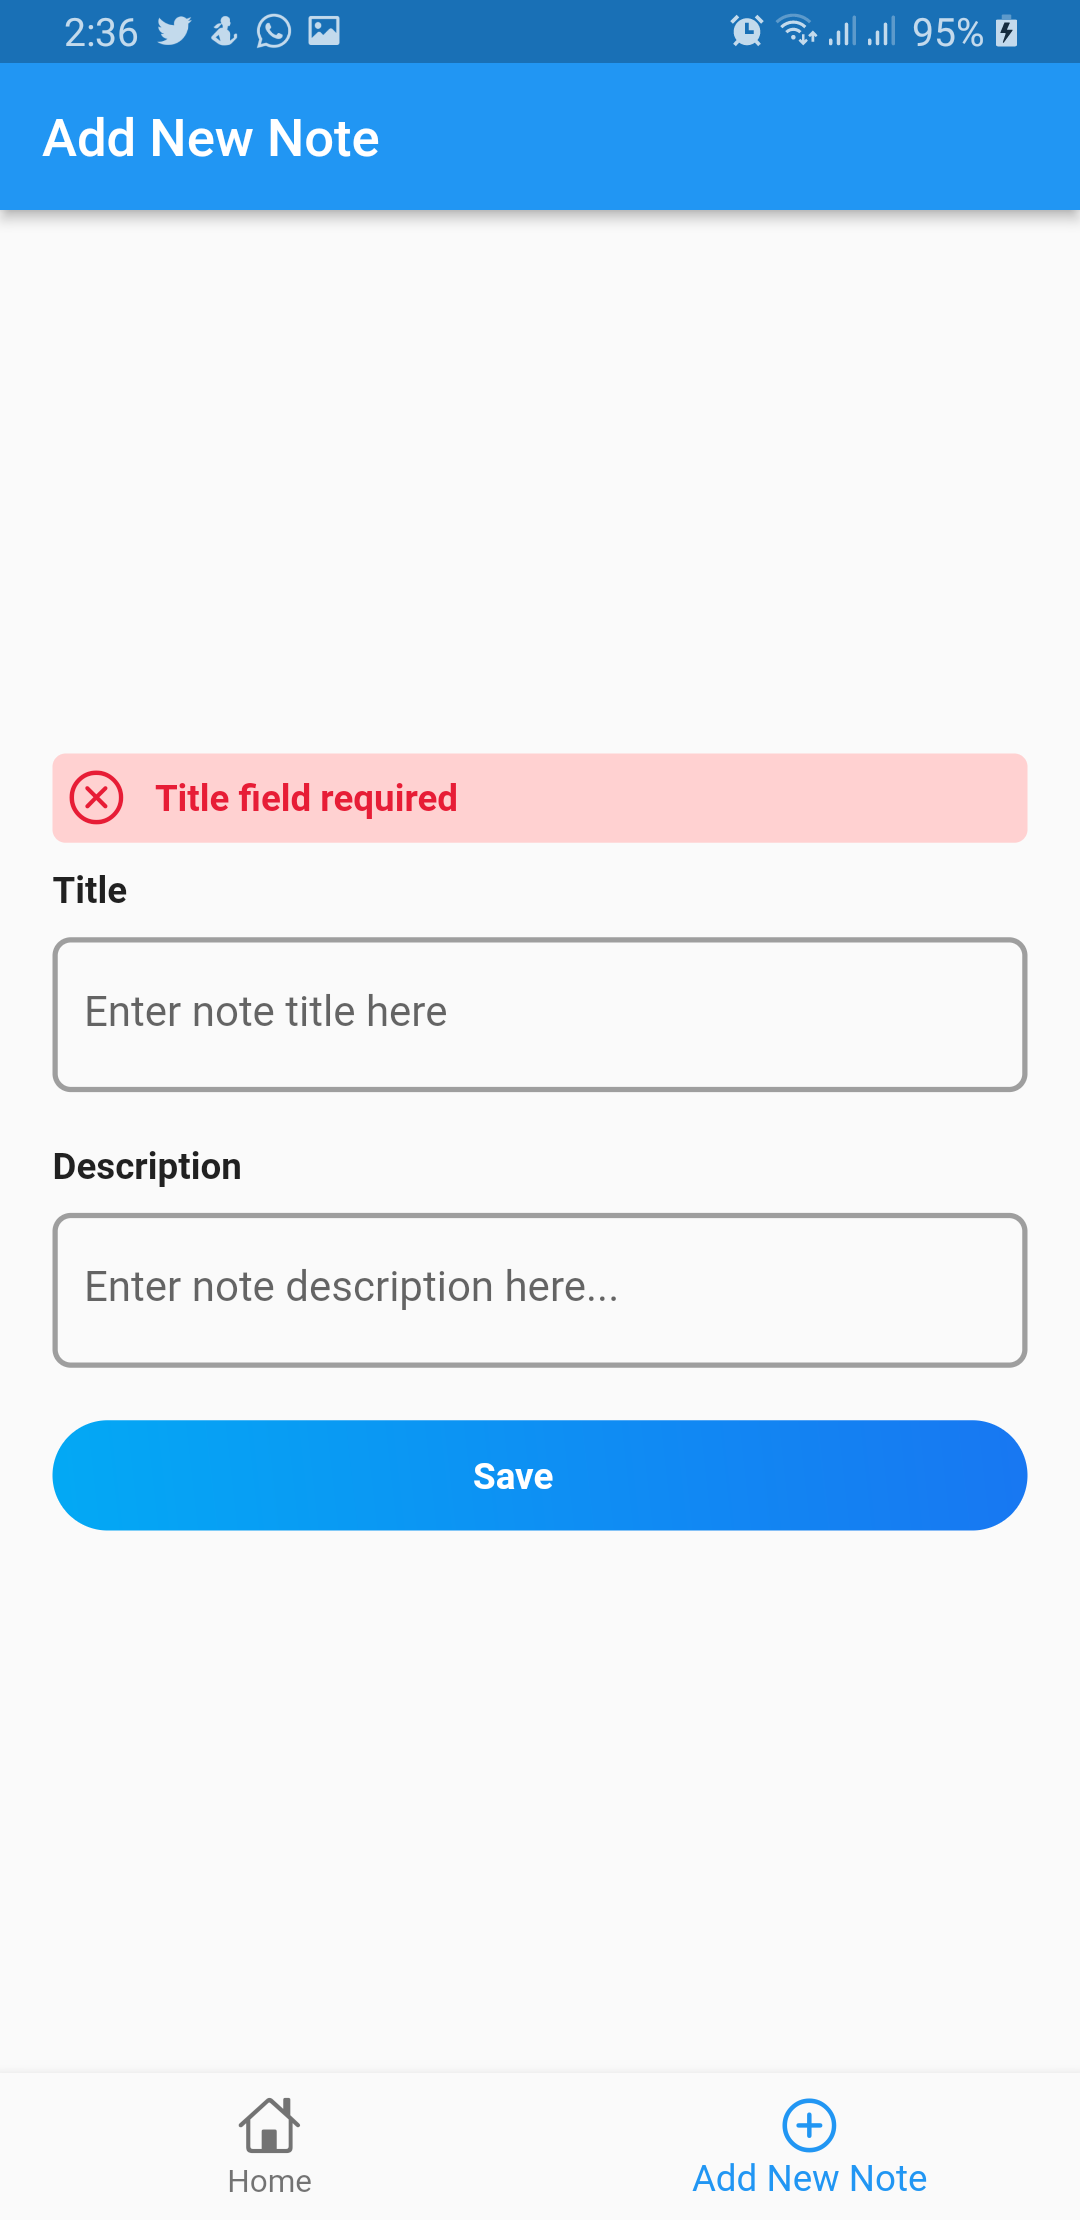 2:36 95%
Add New Note
Title field required
Title
Enter note title here
Description
Enter note description here...
Save
Home
Add New Note